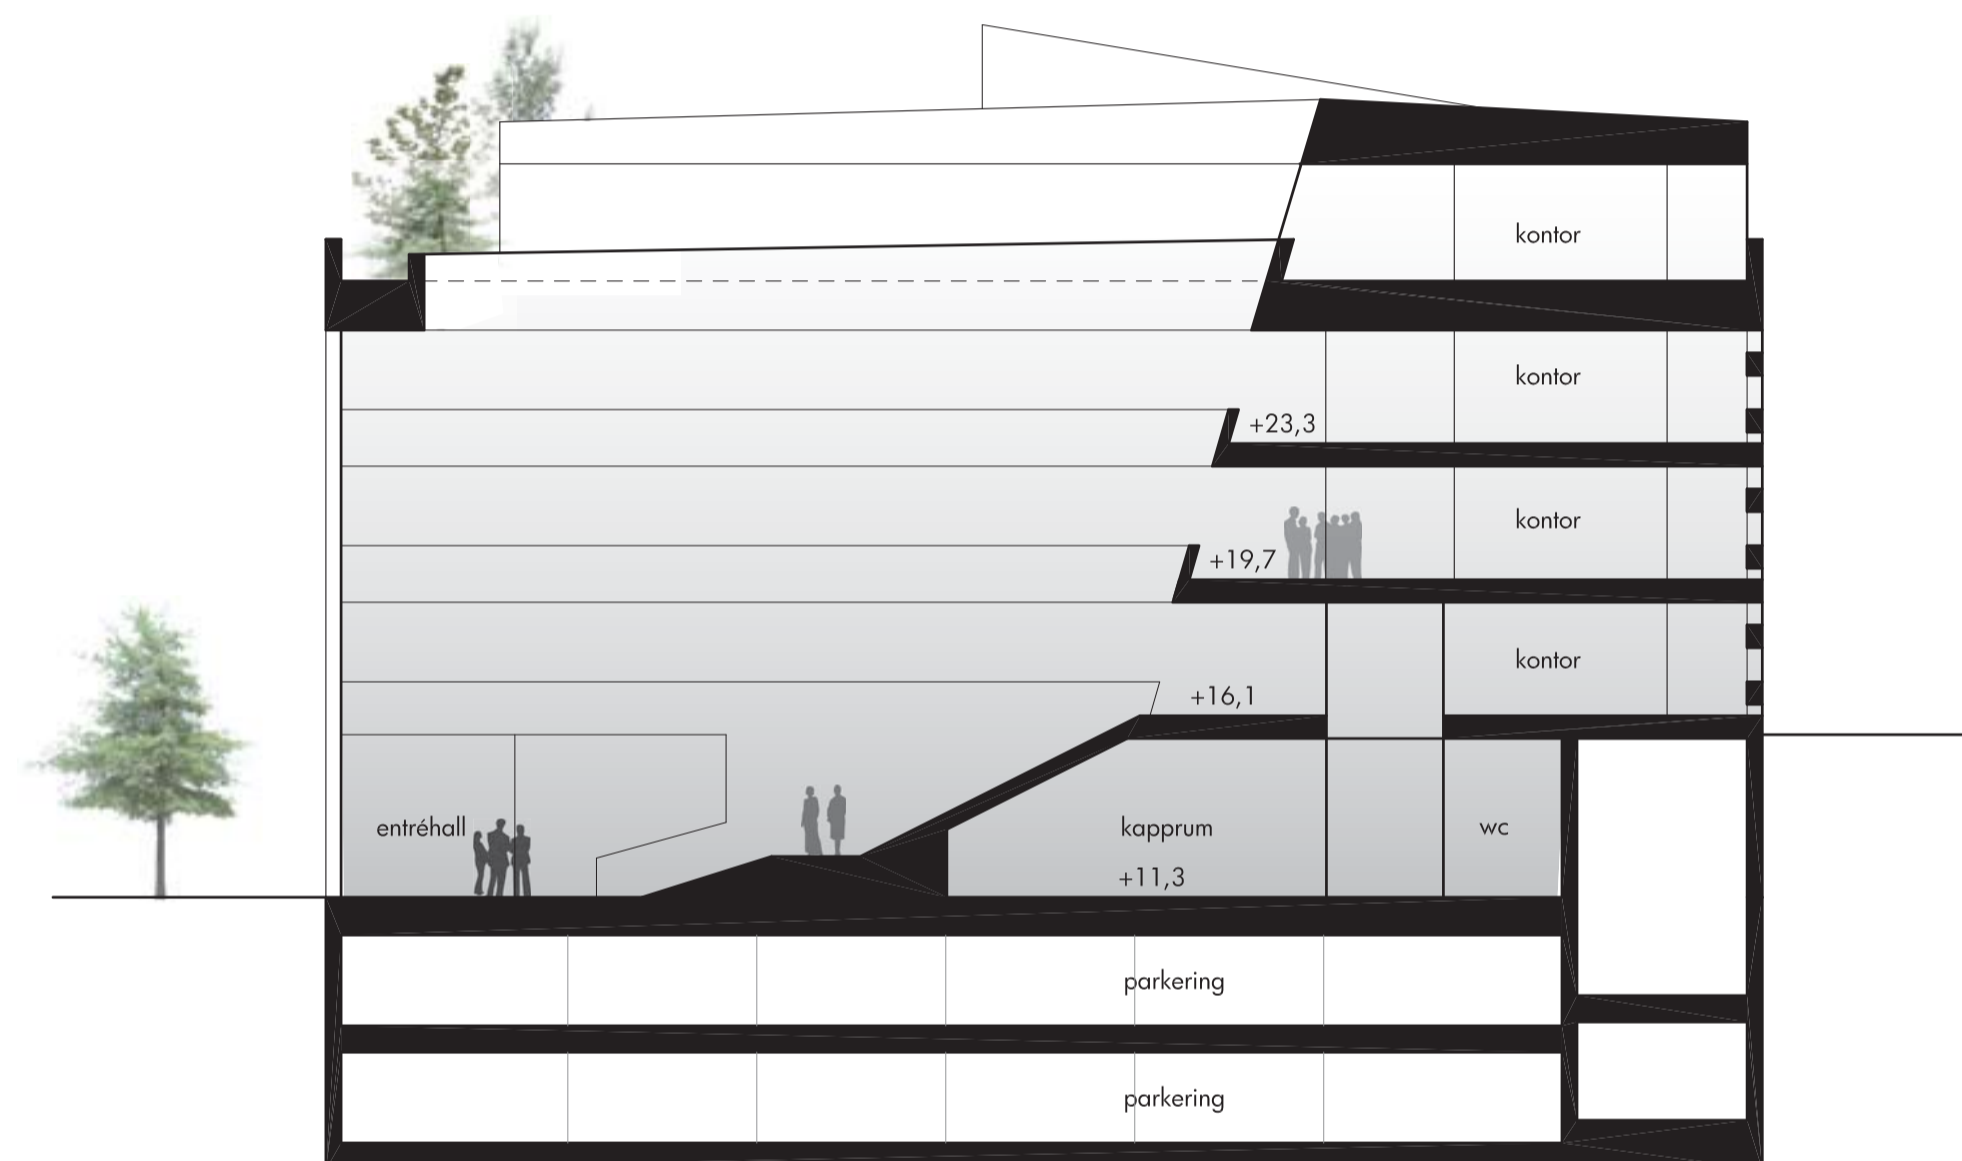 kontor
kontor
+23,3
kontor
+19,7
kontor
+16,1
entréhall
kapprum
wc
+11,3
parkering
parkering